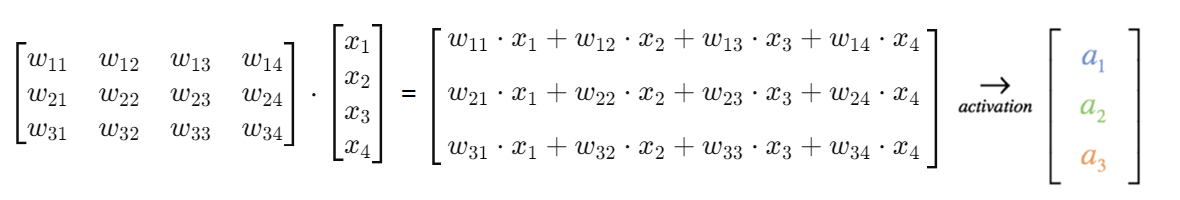 [w₁₁ w₁₂ w₁₃ w₁₄] · [x₁] = [w₁₁ · x₁ + w₁₂ · x₂ + w₁₃ · x₃ + w₁₄ · x₄] → [a₁]
[w₂₁ w₂₂ w₂₃ w₂₄] [x₂] [w₂₁ · x₁ + w₂₂ · x₂ + w₂₃ · x₃ + w₂₄ · x₄] activation [a₂]
[w₃₁ w₃₂ w₃₃ w₃₄] [x₃] [w₃₁ · x₁ + w₃₂ · x₂ + w₃₃ · x₃ + w₃₄ · x₄] [a₃]
[x₄]